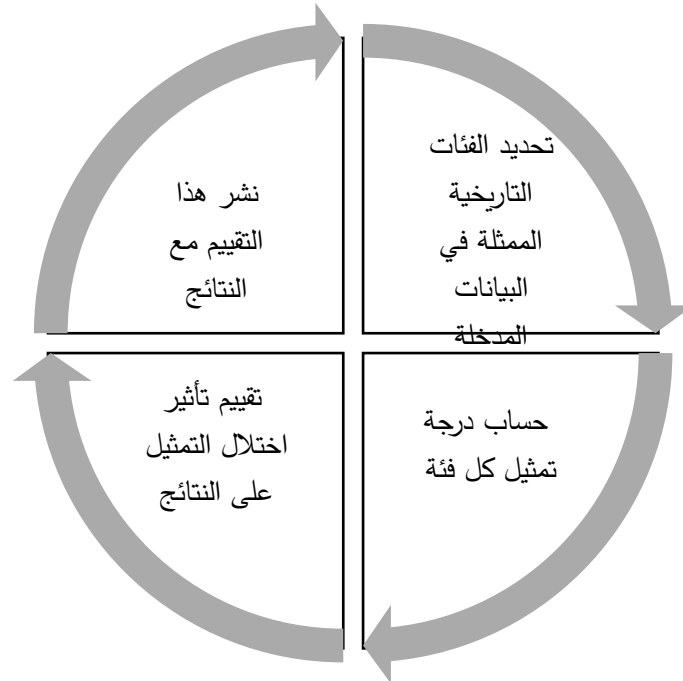 تحديد الفئات
التاريخية
الممثلة في
البيانات
المدخلة
حساب درجة
تمثيل كل فئة
تقييم تأثير
اختلال التمثيل
على النتائج
نشر هذا
التقييم مع
النتائج